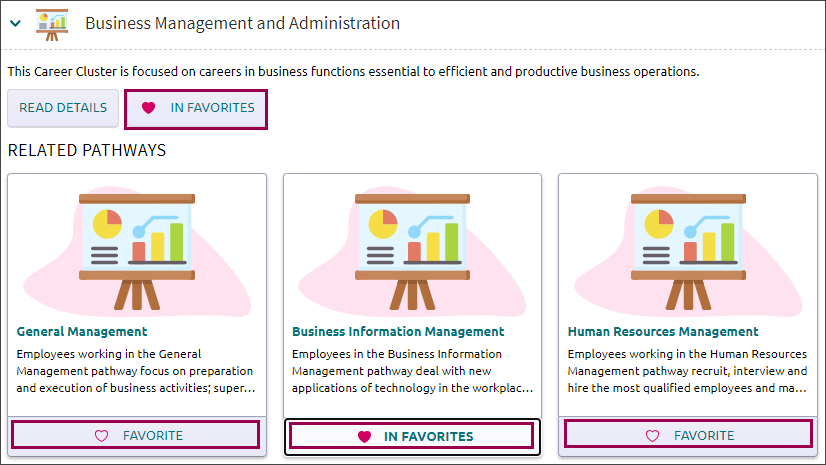 Business Management and Administration
This Career Cluster is focused on careers in business functions essential to efficient and productive business operations.
READ DETAILS
IN FAVORITES
RELATED PATHWAYS
General Management
Employees working in the General
Management pathway focus on preparation
and execution of business activities; super...
FAVORITE
Business Information Management
Employees in the Business Information
Management pathway deal with new
applications of technology in the workplac...
IN FAVORITES
Human Resources Management
Employees working in the Human Resources
Management pathway recruit, interview and
hire the most qualified employees and ma...
FAVORITE